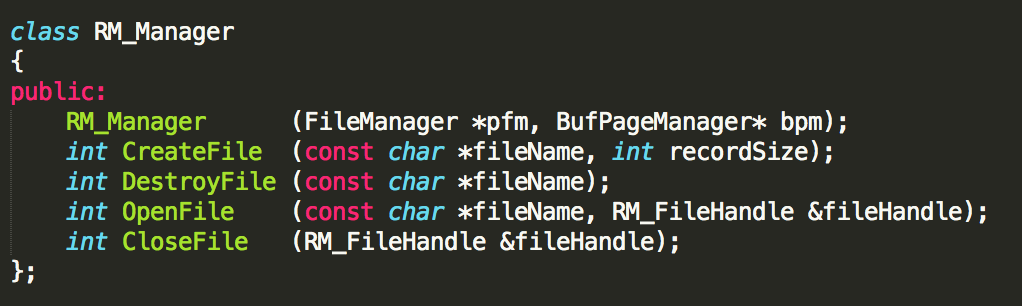 class RM_Manager
{
public:
    RM_Manager      (FileManager *pfm, BufPageManager* bpm);
    int CreateFile  (const char *fileName, int recordSize);
    int DestroyFile (const char *fileName);
    int OpenFile    (const char *fileName, RM_FileHandle &fileHandle);
    int CloseFile   (RM_FileHandle &fileHandle);
};